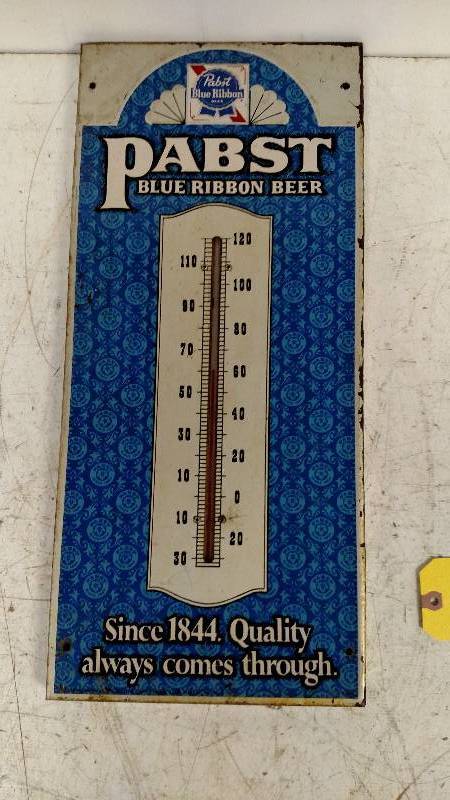 Pabst
Blue Ribbon
BEER
PABST
BLUE RIBBON BEER
120
110
100
90
80
70
60
50
40
30
20
10
0
10
20
30
Since 1844. Quality
always comes through.